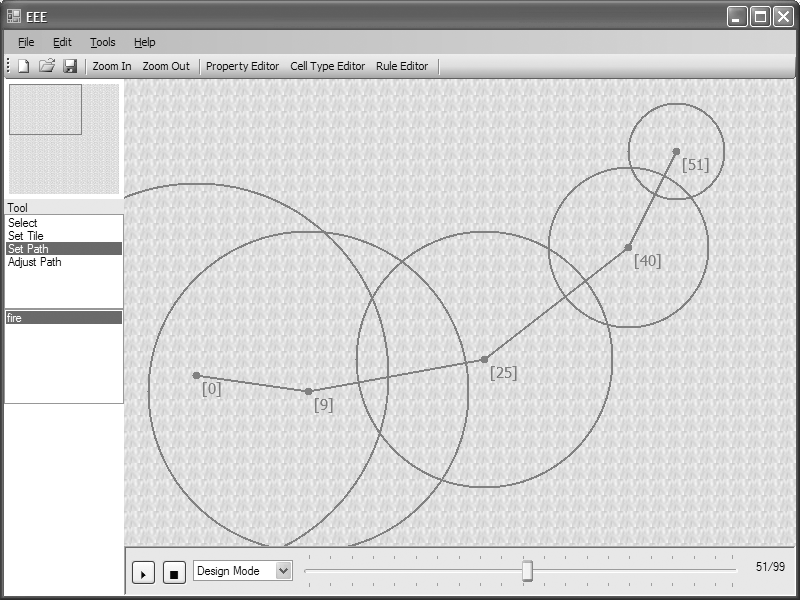 EEE
File Edit Tools Help
Zoom In Zoom Out Property Editor Cell Type Editor Rule Editor
Tool
Select
Set Tile
Set Path
Adjust Path
fire
[51]
[40]
[25]
[0]
[9]
Design Mode
51/99